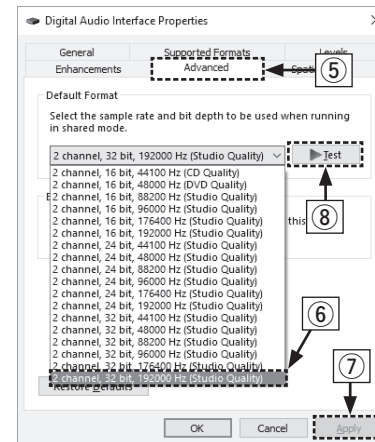 Digital Audio Interface Properties
General Supported Formats Levels
Enhancements Advanced Spati
5
Default Format
Select the sample rate and bit depth to be used when running
in shared mode.
2 channel, 32 bit, 192000 Hz (Studio Quality) Test
2 channel, 16 bit, 44100 Hz (CD Quality)
2 channel, 16 bit, 48000 Hz (DVD Quality)
2 channel, 16 bit, 88200 Hz (Studio Quality)
2 channel, 16 bit, 96000 Hz (Studio Quality)
2 channel, 16 bit, 176400 Hz (Studio Quality)
2 channel, 16 bit, 192000 Hz (Studio Quality)
2 channel, 24 bit, 44100 Hz (Studio Quality)
2 channel, 24 bit, 48000 Hz (Studio Quality)
2 channel, 24 bit, 88200 Hz (Studio Quality)
2 channel, 24 bit, 96000 Hz (Studio Quality)
2 channel, 24 bit, 176400 Hz (Studio Quality)
2 channel, 24 bit, 192000 Hz (Studio Quality)
2 channel, 32 bit, 44100 Hz (Studio Quality)
2 channel, 32 bit, 48000 Hz (Studio Quality)
2 channel, 32 bit, 88200 Hz (Studio Quality)
2 channel, 32 bit, 96000 Hz (Studio Quality)
2 channel, 32 bit, 176400 Hz (Studio Quality)
2 channel, 32 bit, 192000 Hz (Studio Quality)
E
this
8
6
7
Restore Defaults
OK Cancel Apply